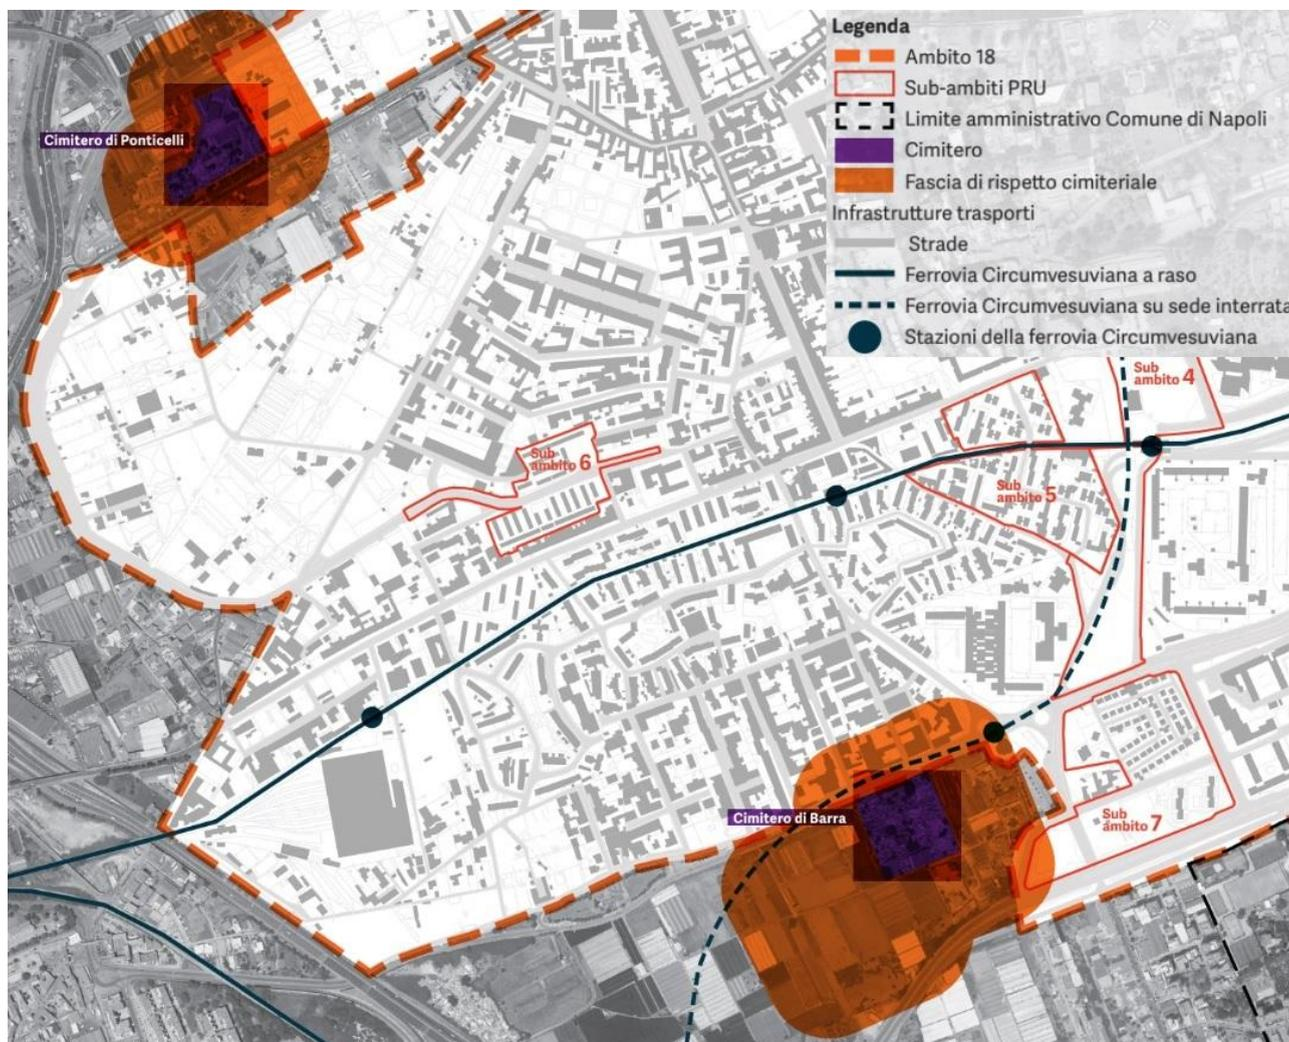 Legenda
Ambito 18
Sub-ambiti PRU
Limite amministrativo Comune di Napoli
Cimitero
Fascia di rispetto cimiteriale
Infrastrutture trasporti
Strade
Ferrovia Circumvesuviana a raso
Ferrovia Circumvesuviana su sede interrata
Stazioni della ferrovia Circumvesuviana
Cimitero di Ponticelli
Sub
ambito 4
Sub
ambito 6
Sub
ambito 5
Cimitero di Barra
Sub
ambito 7